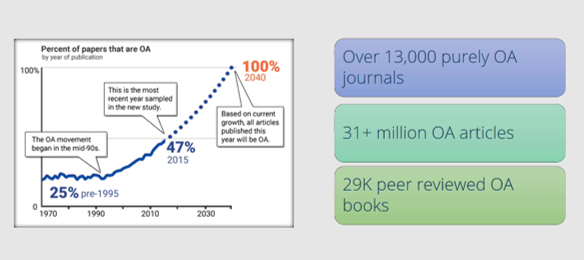 Percent of papers that are OA
by year of publication
100%
100%
2040
This is the most
recent year sampled
in the new study.
Based on current
growth, all articles
published this
year will be OA.
The OA movement
began in the mid-90s.
47%
2015
25% pre-1995
0
1970
1990
2010
2030
Over 13,000 purely OA
journals
31+ million OA articles
29K peer reviewed OA
books